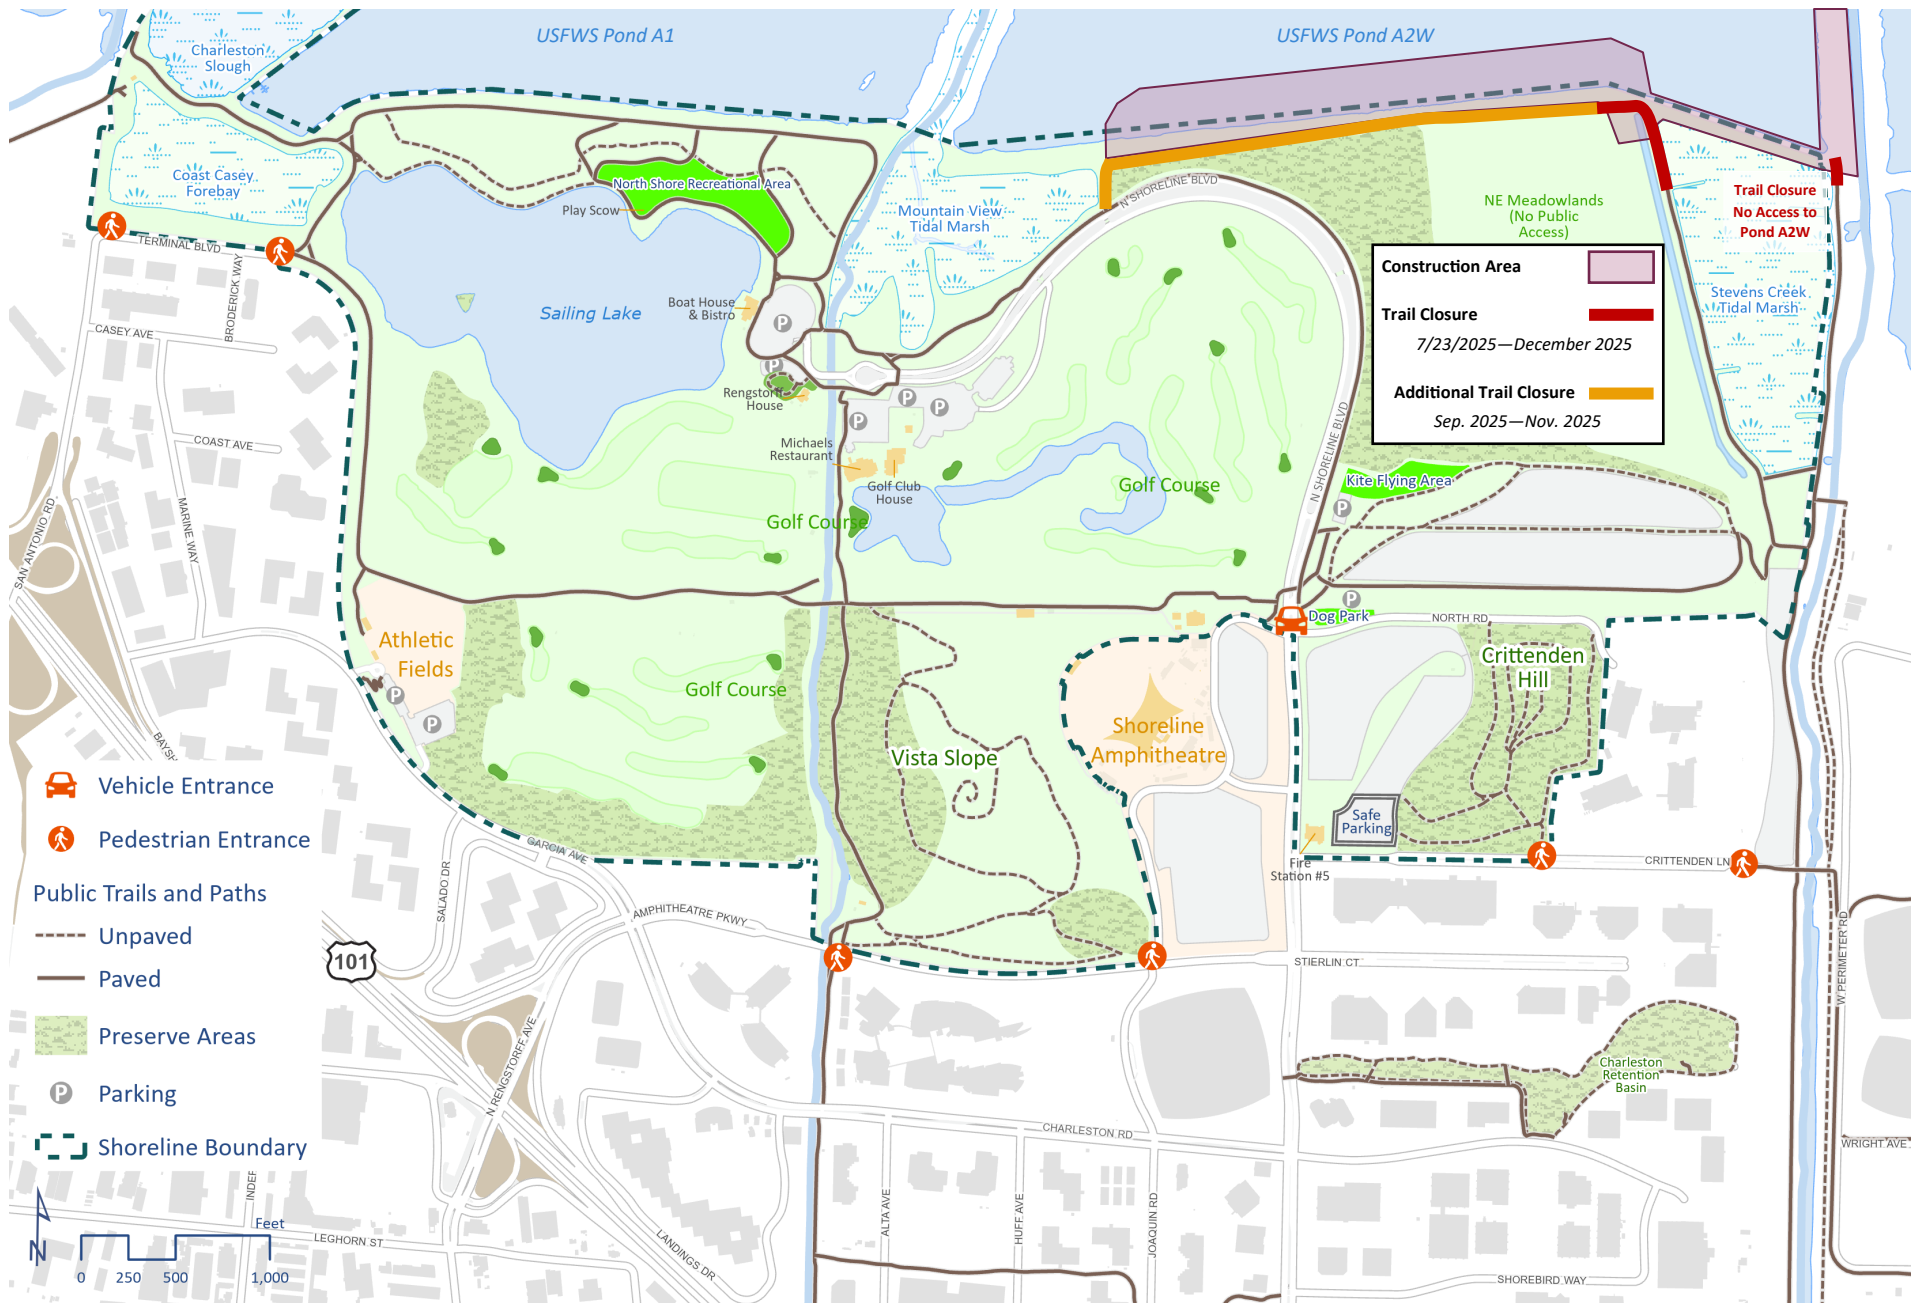 USFWS Pond A1
USFWS Pond A2W
Charleston
Slough
Coast Casey
Forebay
North Shore Recreational Area
Play Scow
Mountain View
Tidal Marsh
N SHORELINE BLVD
NE Meadowlands
(No Public
Access)
Trail Closure
No Access to
Pond A2W
Construction Area
Trail Closure
7/23/2025—December 2025
Additional Trail Closure
Sep. 2025—Nov. 2025
Stevens Creek
Tidal Marsh
TERMINAL BLVD
BRODERICK WAY
CASEY AVE
COAST AVE
MARINE WAY
SAN ANTONIO RD
Sailing Lake
Boat House
& Bistro
P
P
Rengstorff
House
P
P
P
Michaels
Restaurant
Golf Club
House
Golf Course
Golf Course
N SHORELINE BLVD
Kite Flying Area
P
P
Dog Park
NORTH RD
Athletic
Fields
P
P
Golf Course
Vista Slope
Shoreline
Amphitheatre
Crittenden
Hill
Safe
Parking
Fire
Station #5
CRITTENDEN LN
BAYSH
GARCIA AVE
SALADO DR
AMPHITHEATRE PKWY
STIERLIN CT
W PERIMETER RD
101
N RENGSTORFF AVE
Charleston
Retention
Basin
CHARLESTON RD
WRIGHT AVE
ALTA AVE
HUFF AVE
JOAQUIN RD
LANDINGS DR
SHOREBIRD WAY
INDEP
LEGHORN ST
Vehicle Entrance
Pedestrian Entrance
Public Trails and Paths
Unpaved
Paved
Preserve Areas
P
Parking
Shoreline Boundary
N
Feet
0 250 500 1,000